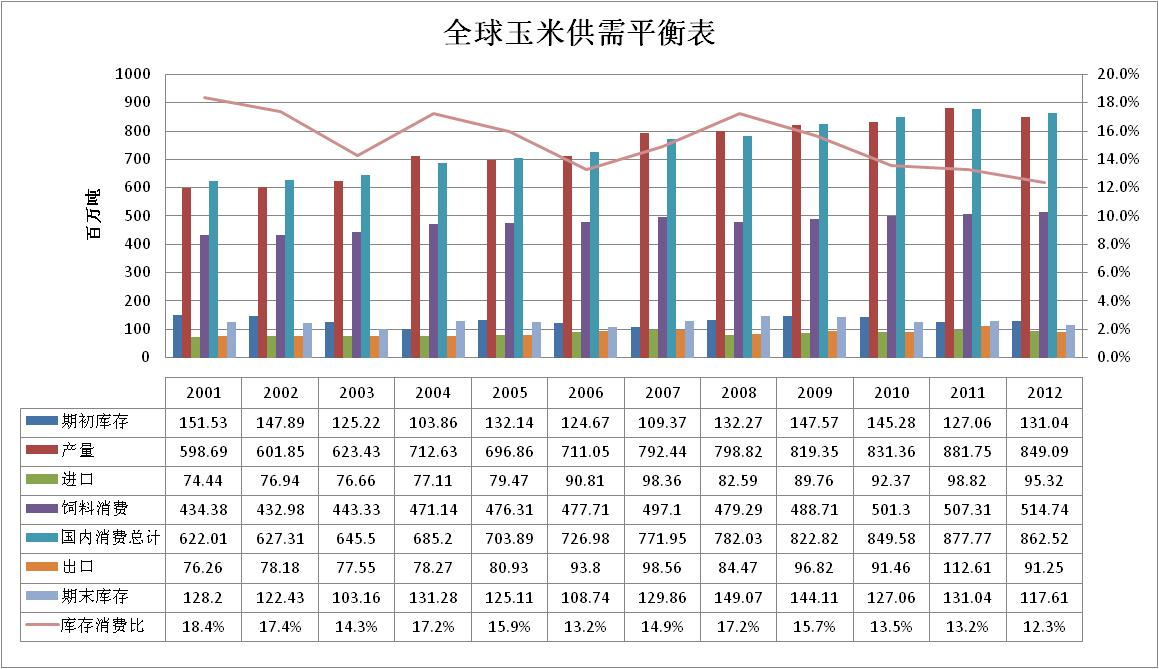 全球玉米供需平衡表
1000 20.0%
900 18.0%
800 16.0%
700 14.0%
600 12.0%
500 10.0%
400 8.0%
300 6.0%
200 4.0%
100 2.0%
0 0.0%
百万吨
2001 2002 2003 2004 2005 2006 2007 2008 2009 2010 2011 2012
期初库存 151.53 147.89 125.22 103.86 132.14 124.67 109.37 132.27 147.57 145.28 127.06 131.04
产量 598.69 601.85 623.43 712.63 696.86 711.05 792.44 798.82 819.35 831.36 881.75 849.09
进口 74.44 76.94 76.66 77.11 79.47 90.81 98.36 82.59 89.76 92.37 98.82 95.32
饲料消费 434.38 432.98 443.33 471.14 476.31 477.71 497.1 479.29 488.71 501.3 507.31 514.74
国内消费总计 622.01 627.31 645.5 685.2 703.89 726.98 771.95 782.03 822.82 849.58 877.77 862.52
出口 76.26 78.18 77.55 78.27 80.93 93.8 98.56 84.47 96.82 91.46 112.61 91.25
期末库存 128.2 122.43 103.16 131.28 125.11 108.74 129.86 149.07 144.11 127.06 131.04 117.61
库存消费比 18.4% 17.4% 14.3% 17.2% 15.9% 13.2% 14.9% 17.2% 15.7% 13.5% 13.2% 12.3%